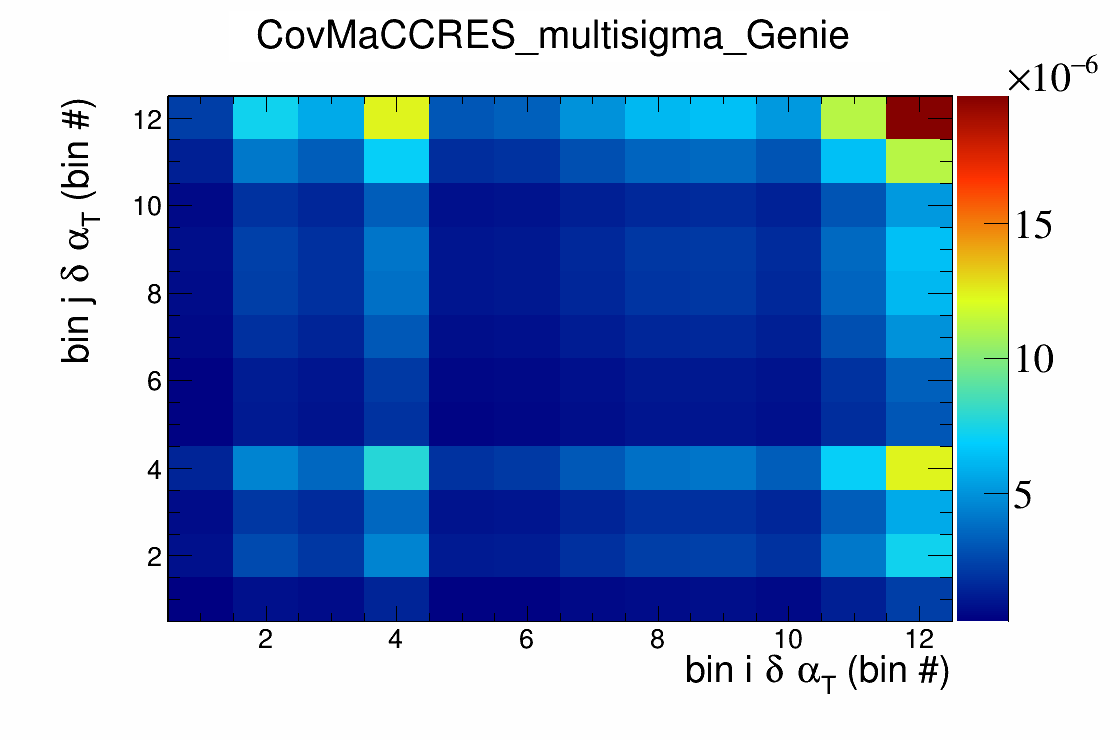 CovMaCCRES_multisigma_Genie
×10⁻⁶
bin j δ α_T (bin #)
12
10
8
6
4
2
15
10
5
2 4 6 8 10 12
bin i δ α_T (bin #)